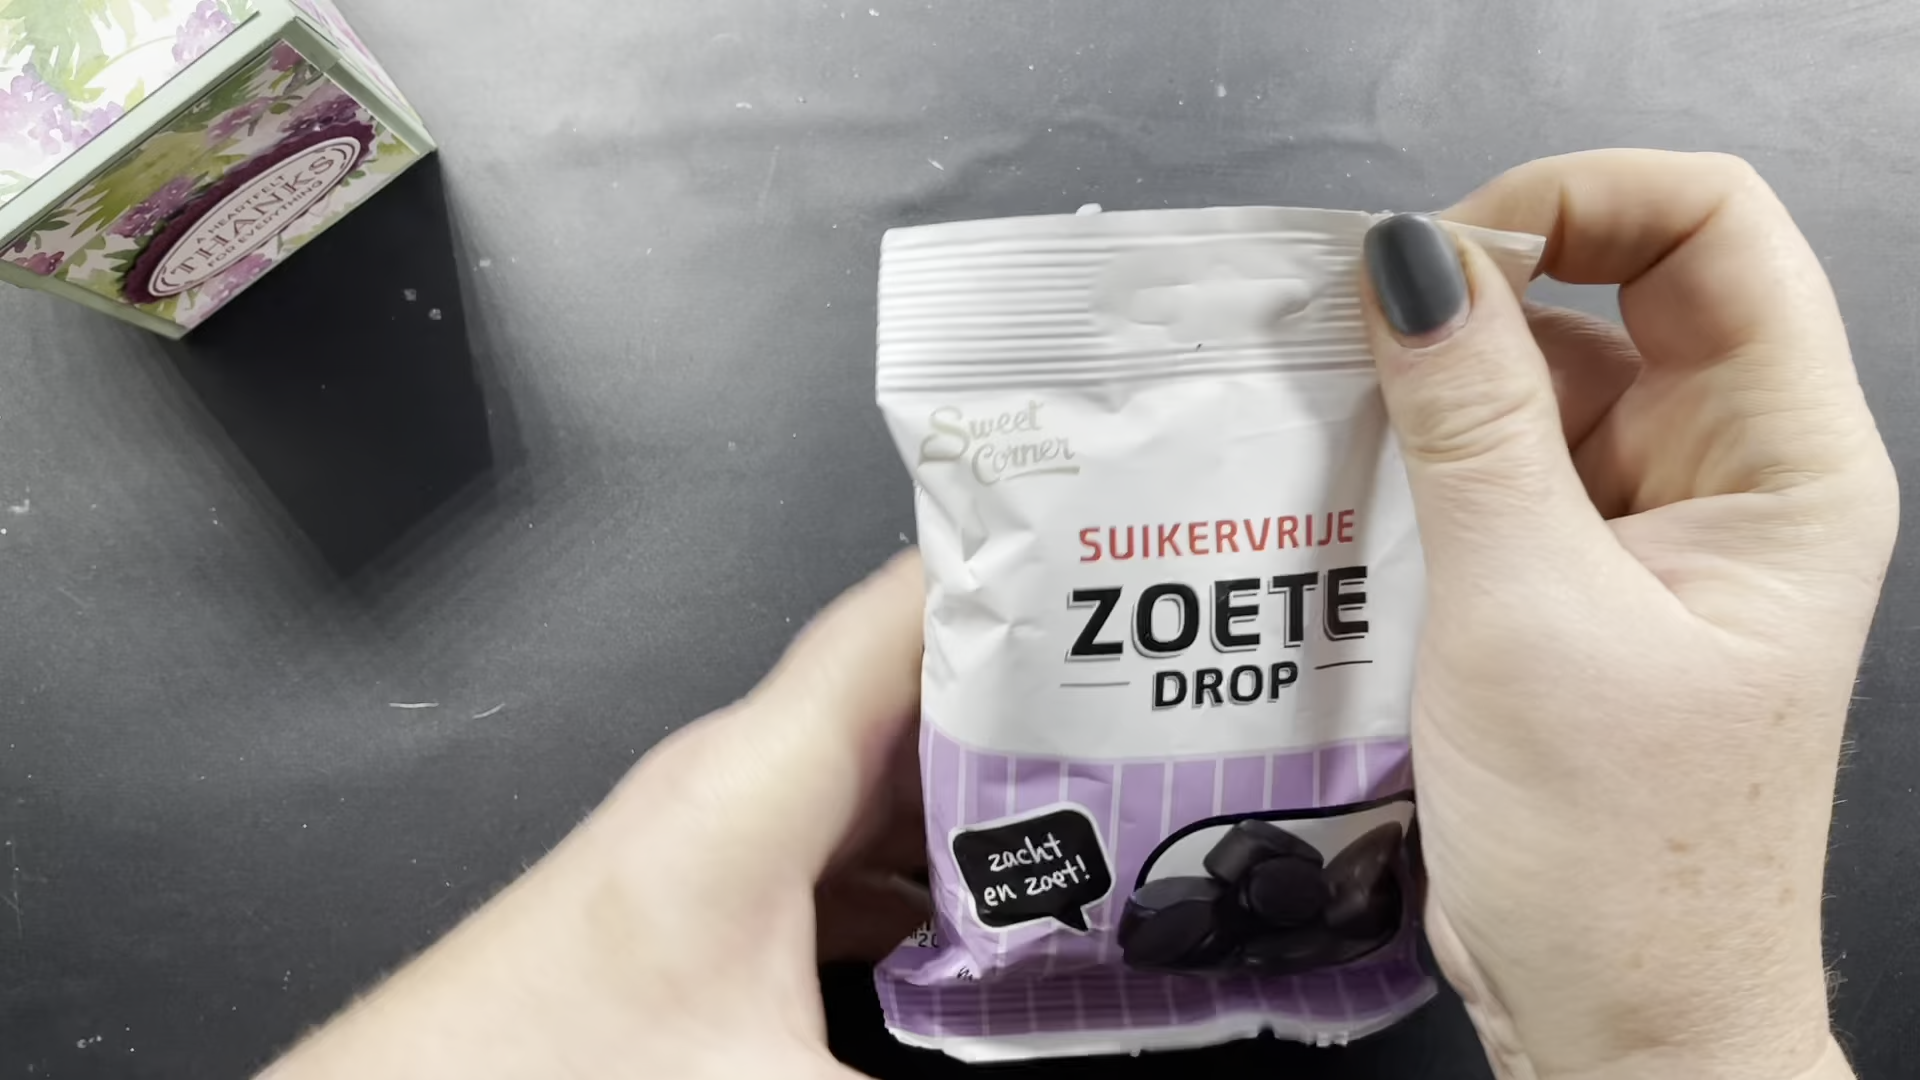 A HEARTFELT
THANKS
FOR EVERYTHING
Sweet
Corner
SUIKERVRIJE
ZOETE
DROP
zacht
en zoet!